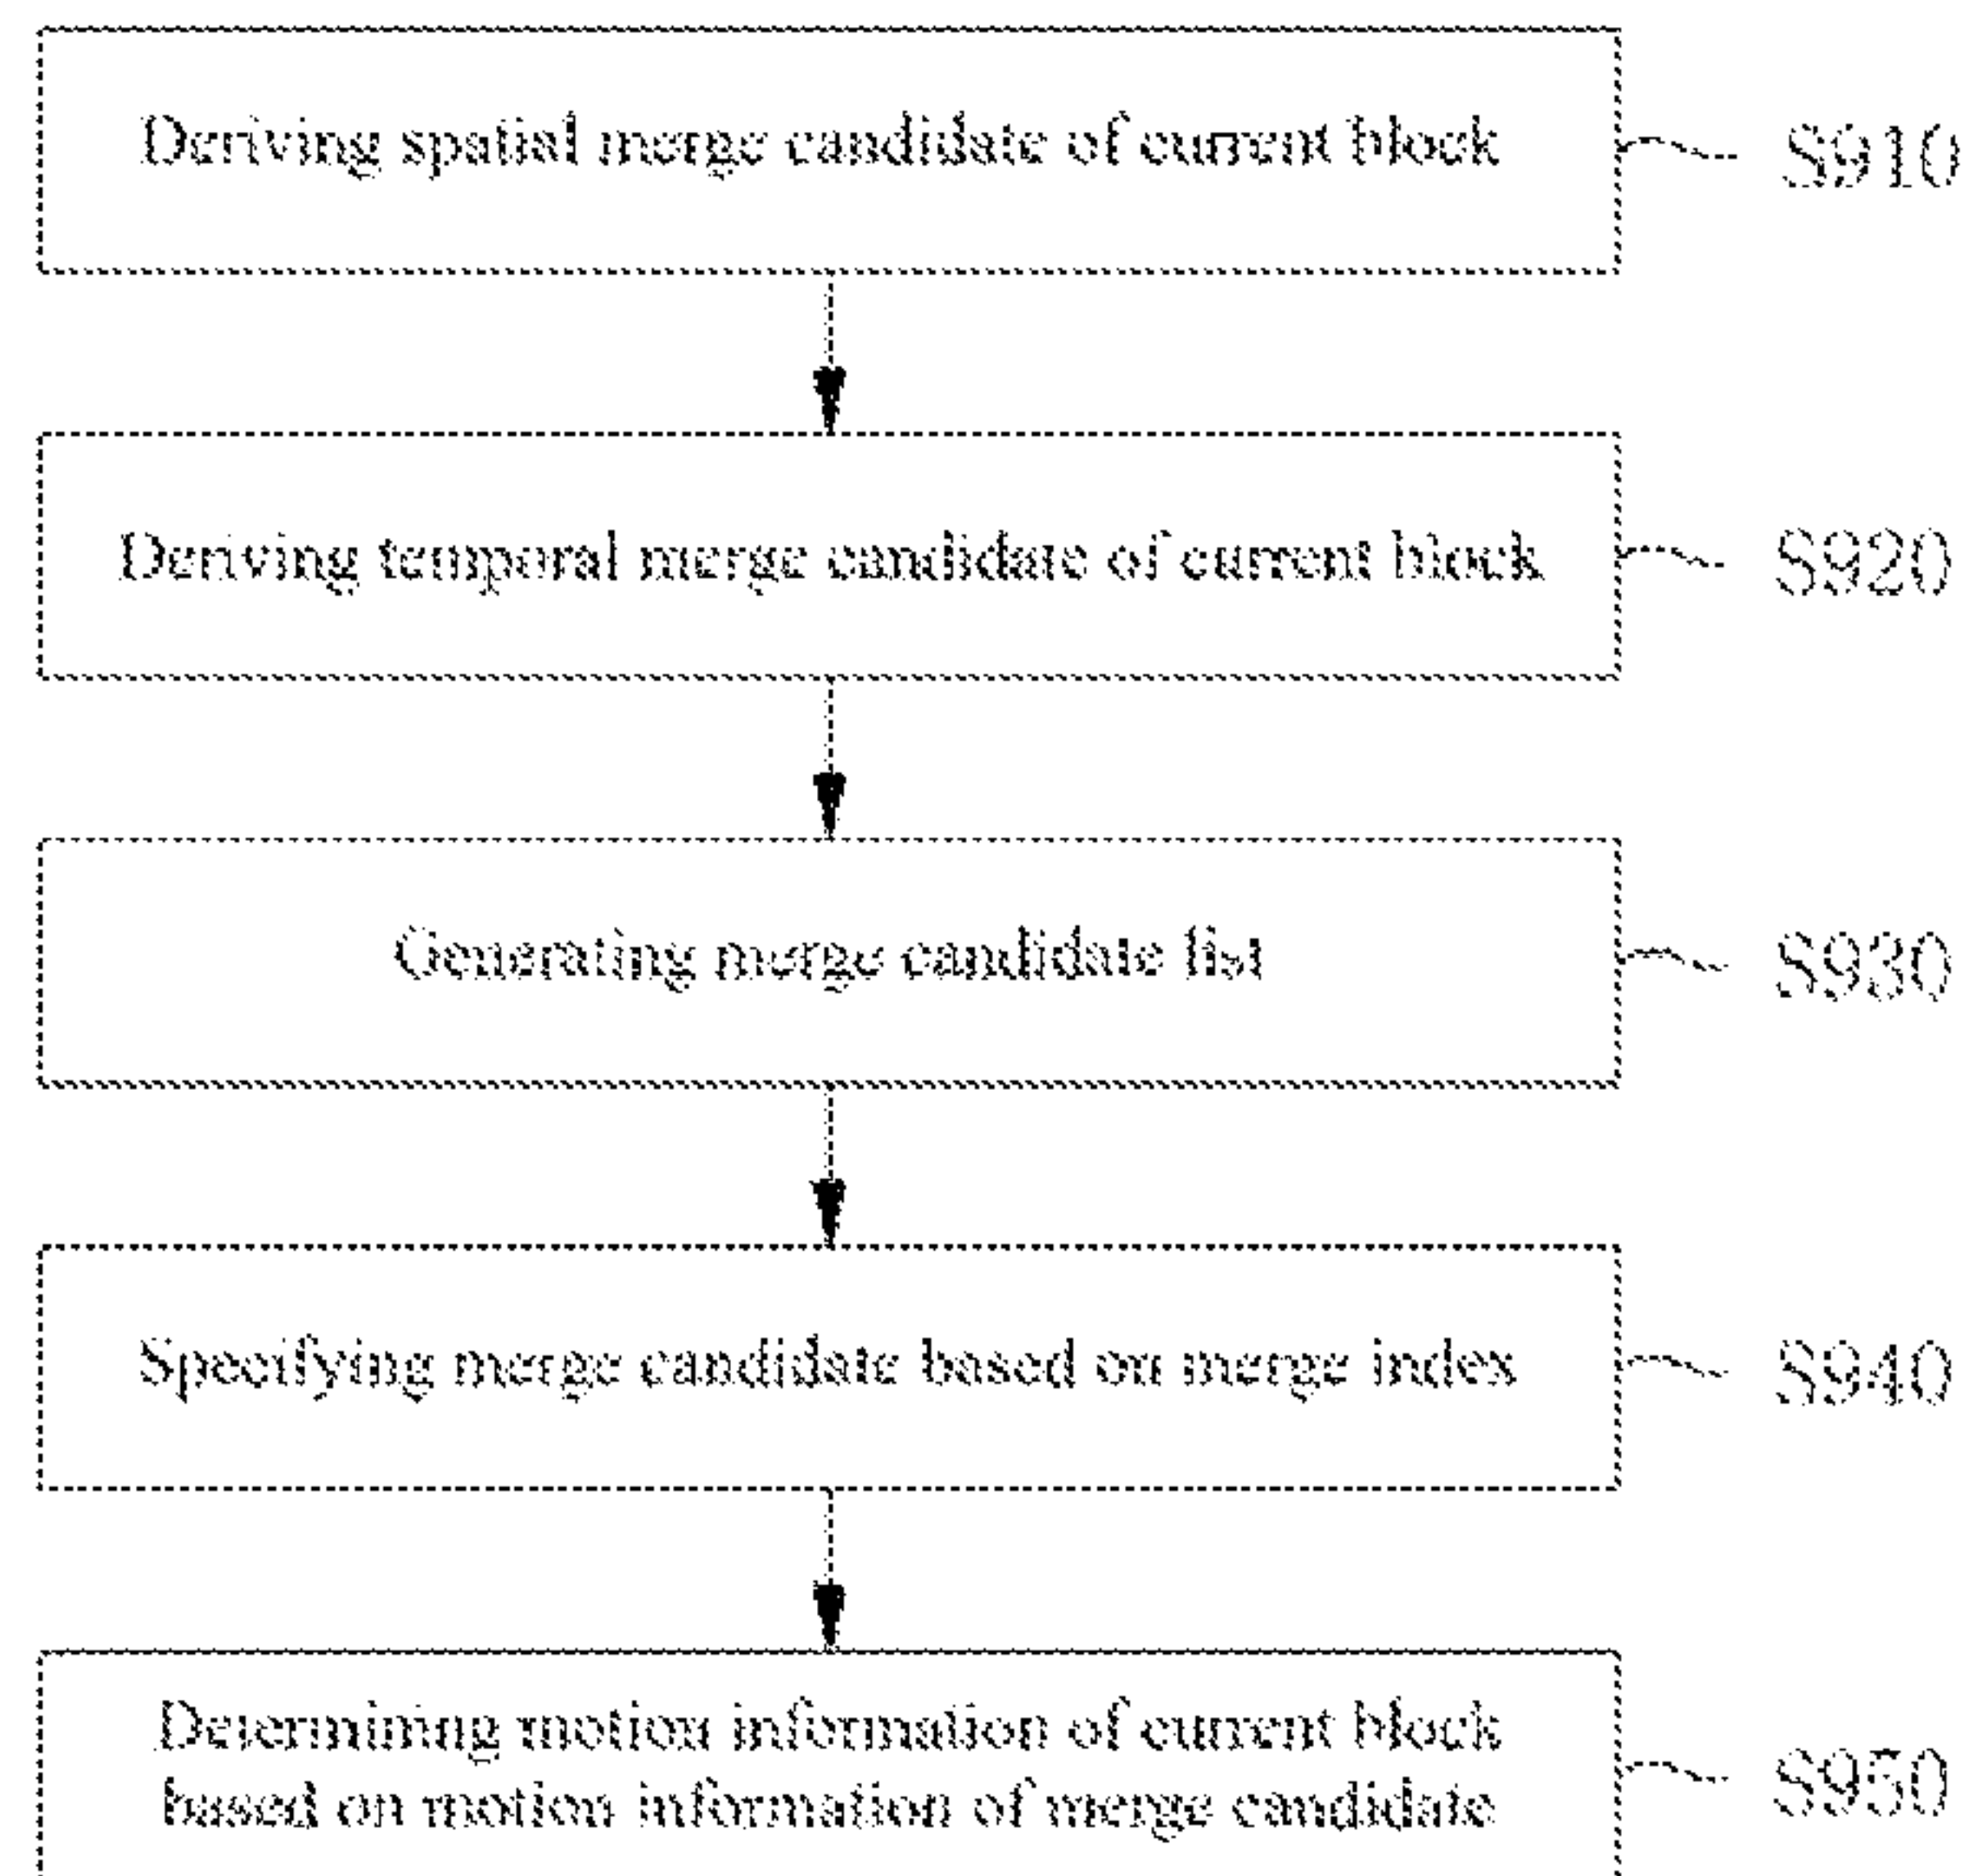 Deriving spatial merge candidate of current block
S910
Deriving temporal merge candidate of current block
S920
Generating merge candidate list
S930
Specifying merge candidate based on merge index
S940
Determining motion information of current block
based on motion information of merge candidate
S950